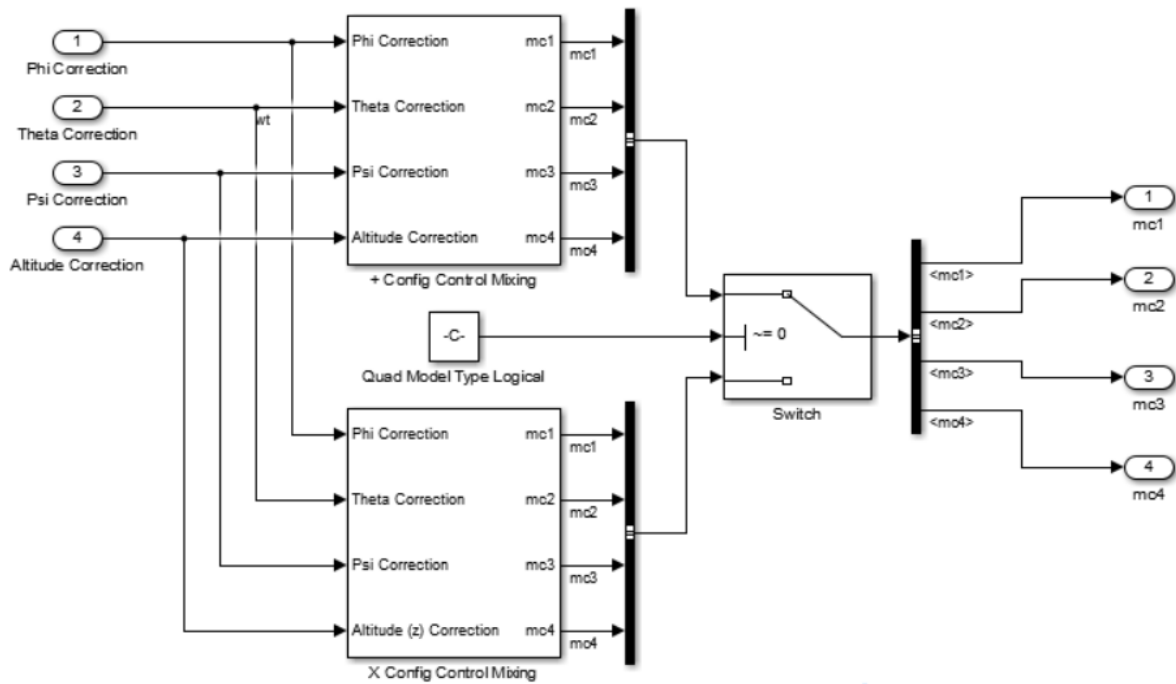 1
Phi Correction
2
Theta Correction
3
Psi Correction
4
Altitude Correction
wt
Phi Correction
Theta Correction
Psi Correction
Altitude Correction
mc1
mc2
mc3
mc4
+ Config Control Mixing
mc1
mc2
mc3
mc4
-C-
Quad Model Type Logical
~= 0
Switch
Phi Correction
Theta Correction
Psi Correction
Altitude (z) Correction
mc1
mc2
mc3
mc4
X Config Control Mixing
mc1
mc2
mc3
mc4
<mc1>
<mc2>
<mc3>
<mc4>
1
mc1
2
mc2
3
mc3
4
mc4